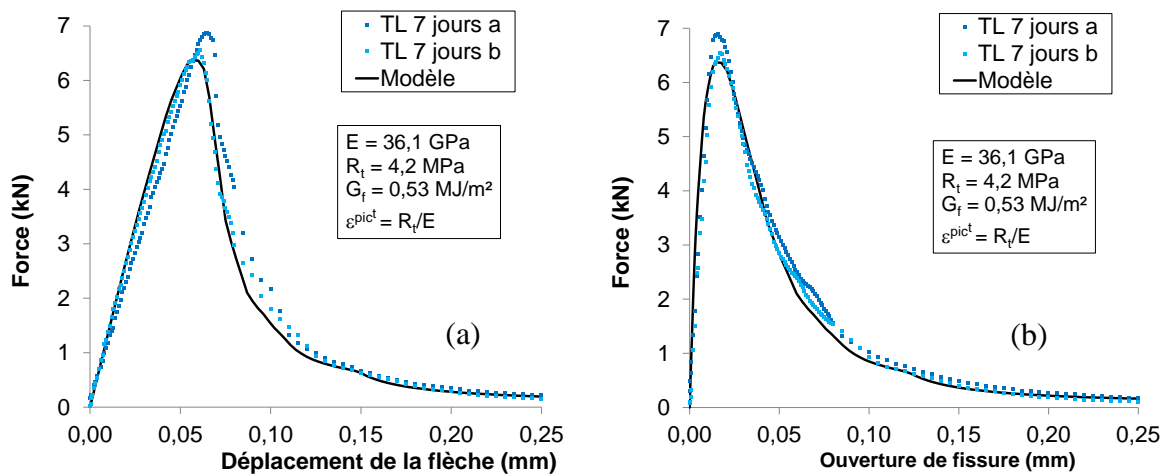 TL 7 jours a
TL 7 jours b
Modèle
E = 36,1 GPa
Rt = 4,2 MPa
Gf = 0,53 MJ/m²
εpict = Rt/E
(a)
Force (kN)
7
6
5
4
3
2
1
0
0,00 0,05 0,10 0,15 0,20 0,25
Déplacement de la flèche (mm)
TL 7 jours a
TL 7 jours b
Modèle
E = 36,1 GPa
Rt = 4,2 MPa
Gf = 0,53 MJ/m²
εpict = Rt/E
(b)
Force (kN)
7
6
5
4
3
2
1
0
0,00 0,05 0,10 0,15 0,20 0,25
Ouverture de fissure (mm)